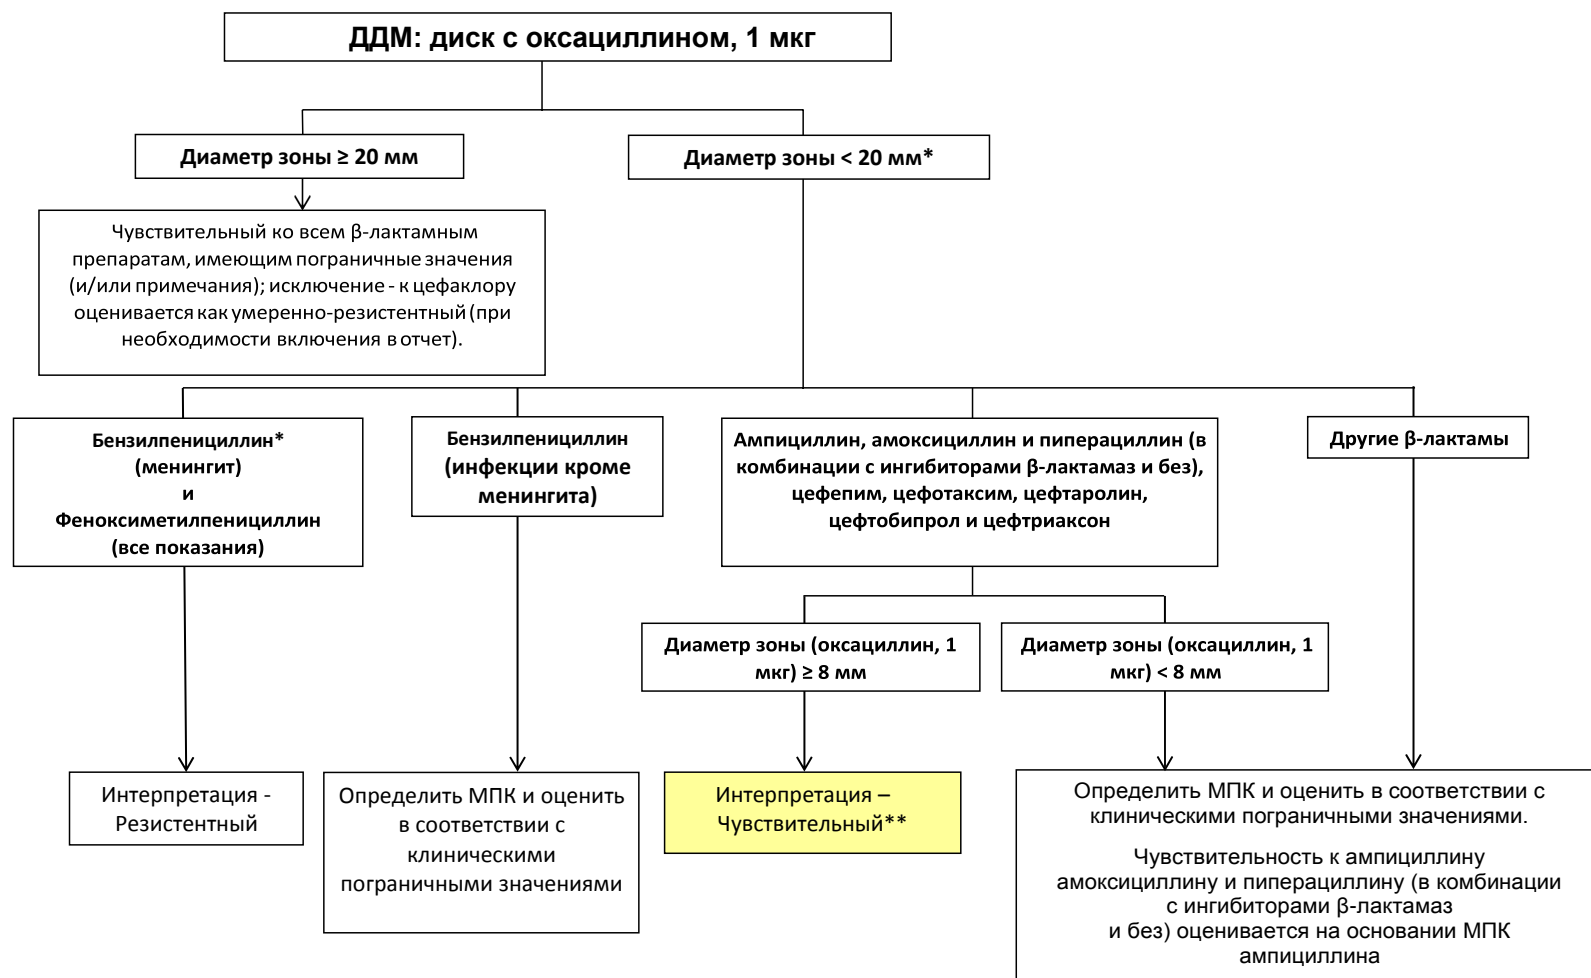 ДДМ: диск с оксациллином, 1 мкг
Диаметр зоны ≥ 20 мм
Диаметр зоны < 20 мм*
Чувствительный ко всем β-лактамным
препаратам, имеющим пограничные значения
(и/или примечания); исключение - к цефаклору
оценивается как умеренно-резистентный (при
необходимости включения в отчет).
Бензилпенициллин*
(менингит)
и
Феноксиметилпенициллин
(все показания)
Бензилпенициллин
(инфекции кроме
менингита)
Ампициллин, амоксициллин и пиперациллин (в
комбинации с ингибиторами β-лактамаз и без),
цефепим, цефотаксим, цефтаролин,
цефтобипрол и цефтриаксон
Другие β-лактамы
Диаметр зоны (оксациллин, 1
мкг) ≥ 8 мм
Диаметр зоны (оксациллин, 1
мкг) < 8 мм
Интерпретация -
Резистентный
Определить МПК и оценить
в соответствии с
клиническими
пограничными значениями
Интерпретация –
Чувствительный**
Определить МПК и оценить в соответствии с
клиническими пограничными значениями.
Чувствительность к ампициллину
амоксициллину и пиперациллину (в комбинации
с ингибиторами β-лактамаз
и без) оценивается на основании МПК
ампициллина